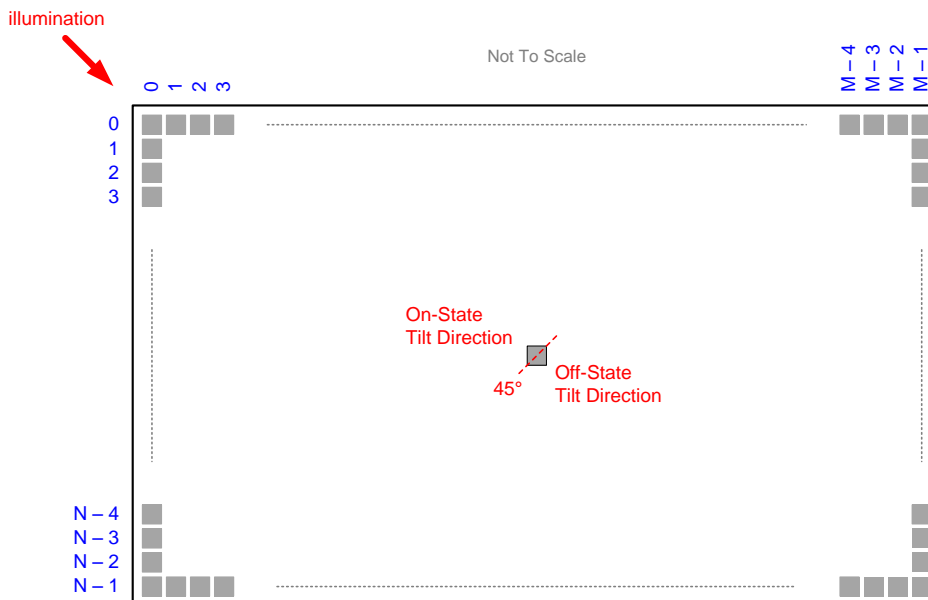 illumination
Not To Scale
0
1
2
3
M – 4
M – 3
M – 2
M – 1
0
1
2
3
On-State
Tilt Direction
45°
Off-State
Tilt Direction
N – 4
N – 3
N – 2
N – 1